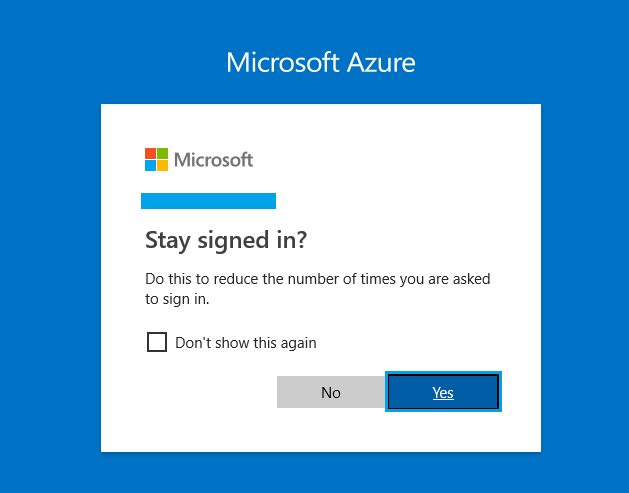 Microsoft Azure
Microsoft
Stay signed in?
Do this to reduce the number of times you are asked
to sign in.
Don't show this again
No
Yes